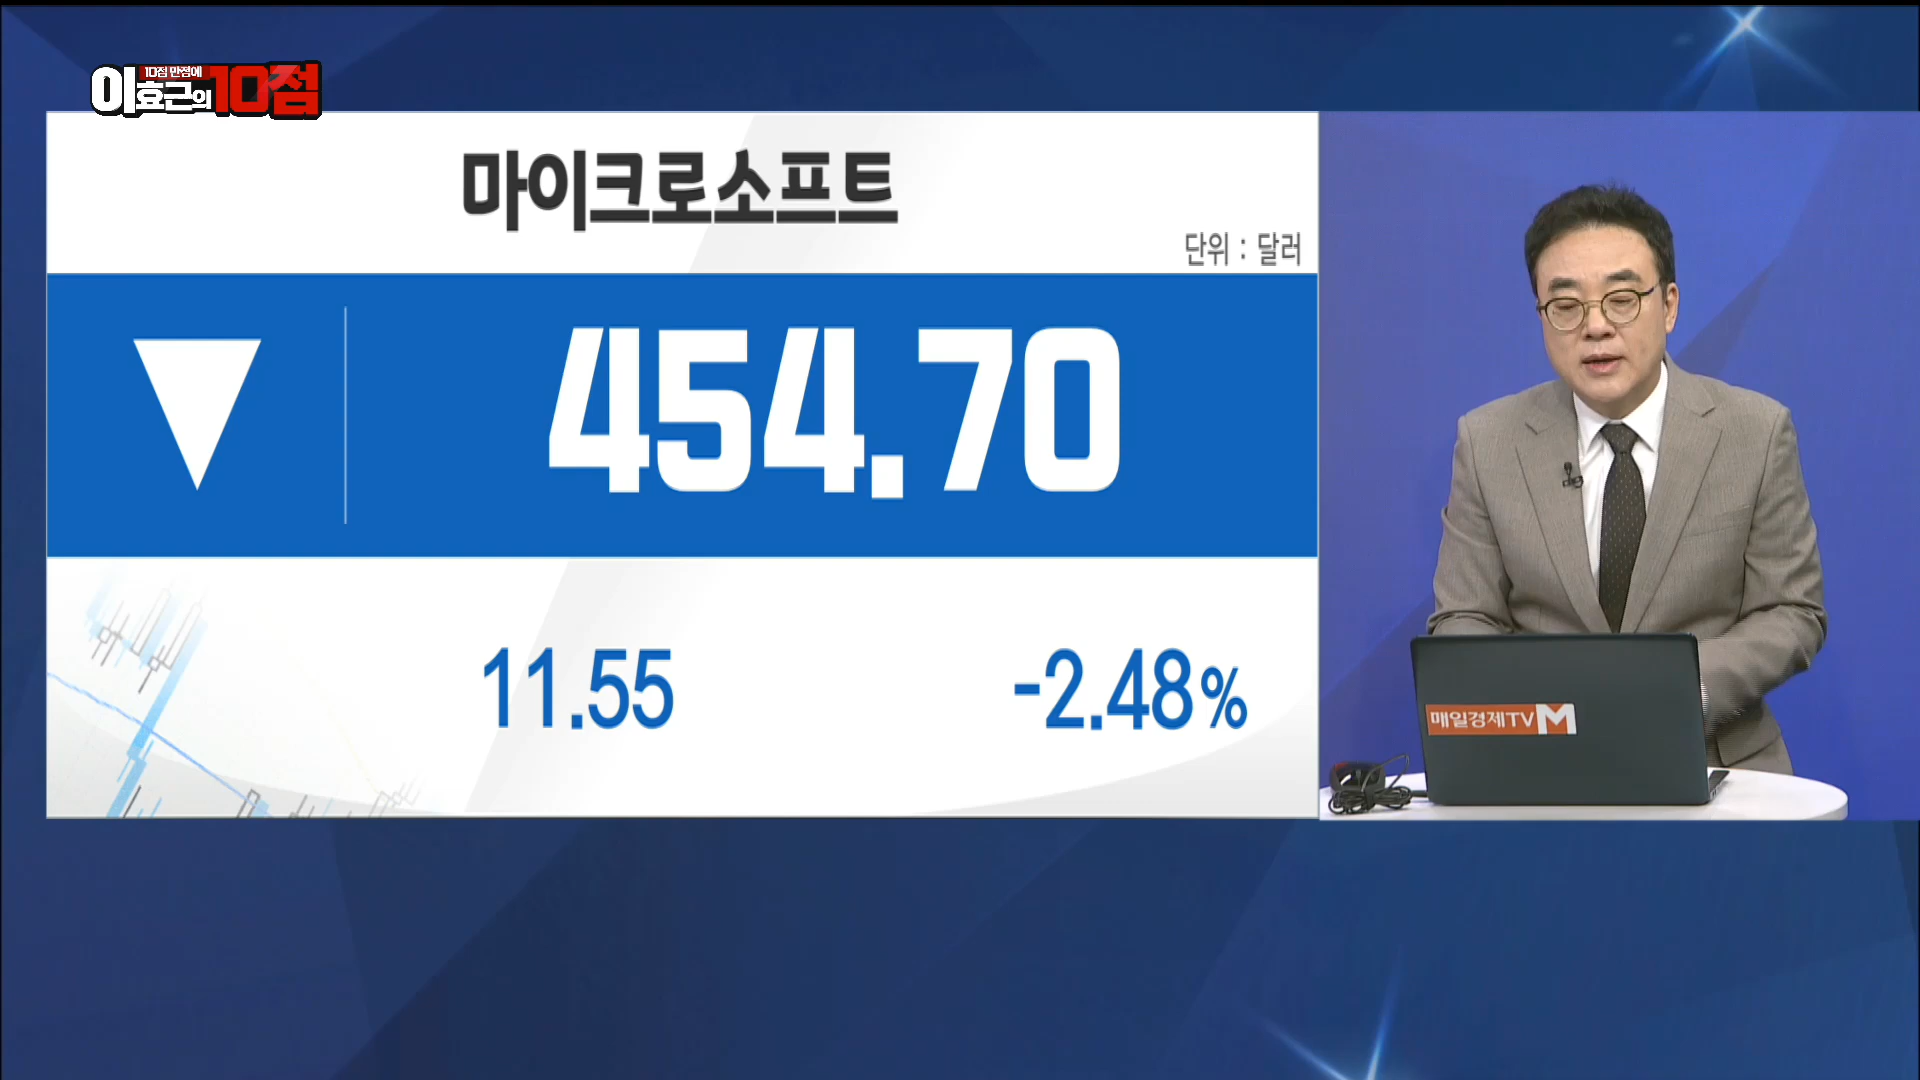 10점 만점에
이효근의10점
마이크로소프트
단위 : 달러
▼ 454.70
11.55 -2.48%
매일경제TV M